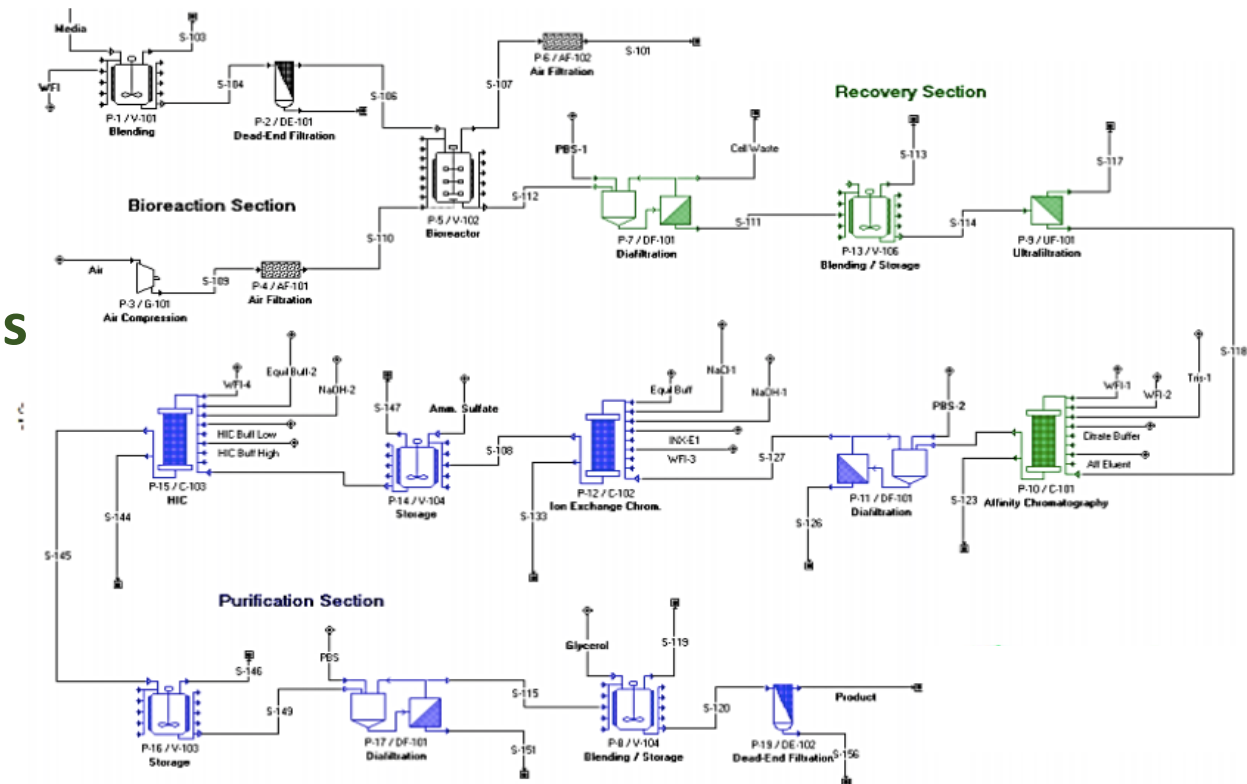 Media
S-103
WFI
S-104
P-1 / V-101
Blending
P-2 / DE-101
Dead-End Filtration
S-106
S-107
P-6 / AF-102
Air Filtration
S-101
Recovery Section
PBS-1
Cell Waste
S-113
S-117
S-112
P-5 / V-102
Bioreactor
Bioreaction Section
S-110
P-7 / DF-101
Diafiltration
S-111
P-13 / V-106
Blending / Storage
S-114
P-9 / UF-101
Ultrafiltration
Air
P-3 / G-101
Air Compression
S-109
P-4 / AF-101
Air Filtration
S
S-118
WFI-4
Equil Buff-2
NaOH-2
HIC Buff Low
HIC Buff High
P-15 / C-103
HIC
S-144
S-145
S-147
Amm. Sulfate
P-14 / V-104
Storage
S-108
Equil Buff
NaCl-1
NaOH-1
INX-E1
WFI-3
P-12 / C-102
Ion Exchange Chrom.
S-133
S-127
PBS-2
P-11 / DF-101
Diafiltration
S-126
WFI-1
WFI-2
Tris-1
Citrate Buffer
Aff Eluent
P-10 / C-101
Affinity Chromatography
S-123
Purification Section
S-146
P-16 / V-103
Storage
S-149
PBS
P-17 / DF-101
Diafiltration
S-151
S-115
Glycerol
S-119
P-8 / V-104
Blending / Storage
S-120
P-19 / DE-102
Dead-End Filtration
Product
S-156